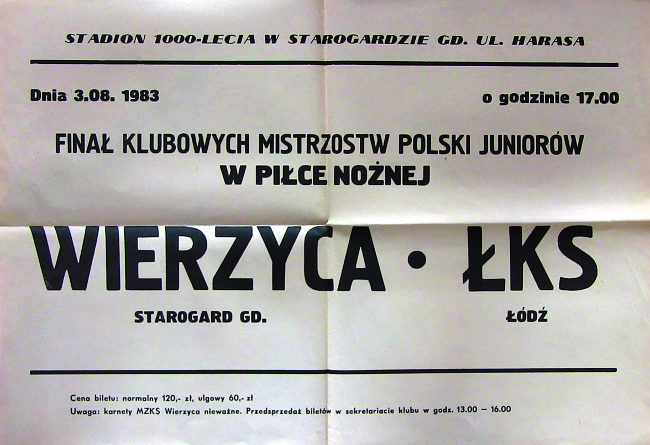 STADION 1000-LECIA W STAROGARDZIE GD. UL. HARASA
Dnia 3.08. 1983 o godzinie 17.00
FINAŁ KLUBOWYCH MISTRZOSTW POLSKI JUNIORÓW
W PIŁCE NOŻNEJ
WIERZYCA • ŁKS
STAROGARD GD. ŁÓDŹ
Cena biletu: normalny 120,- zł, ulgowy 60,- zł
Uwaga: karnety MZKS Wierzyca nieważne. Przedsprzedaż biletów w sekretariacie klubu w godz. 13.00 — 16.00